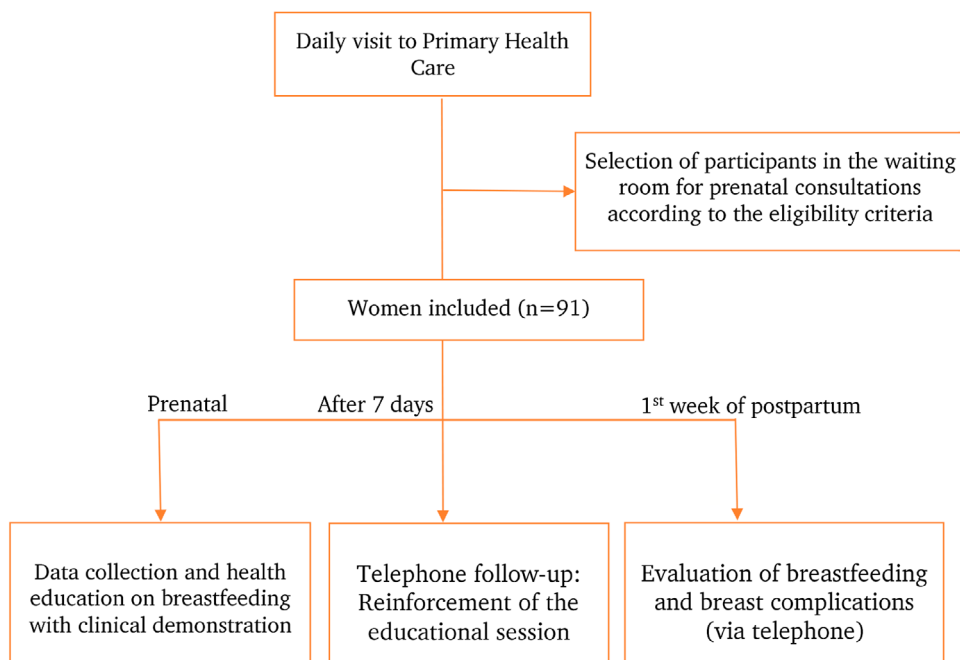 Daily visit to Primary Health
Care
Selection of participants in the waiting
room for prenatal consultations
according to the eligibility criteria
Women included (n=91)
Prenatal
After 7 days
1st week of postpartum
Data collection and health
education on breastfeeding
with clinical demonstration
Telephone follow-up:
Reinforcement of the
educational session
Evaluation of breastfeeding
and breast complications
(via telephone)